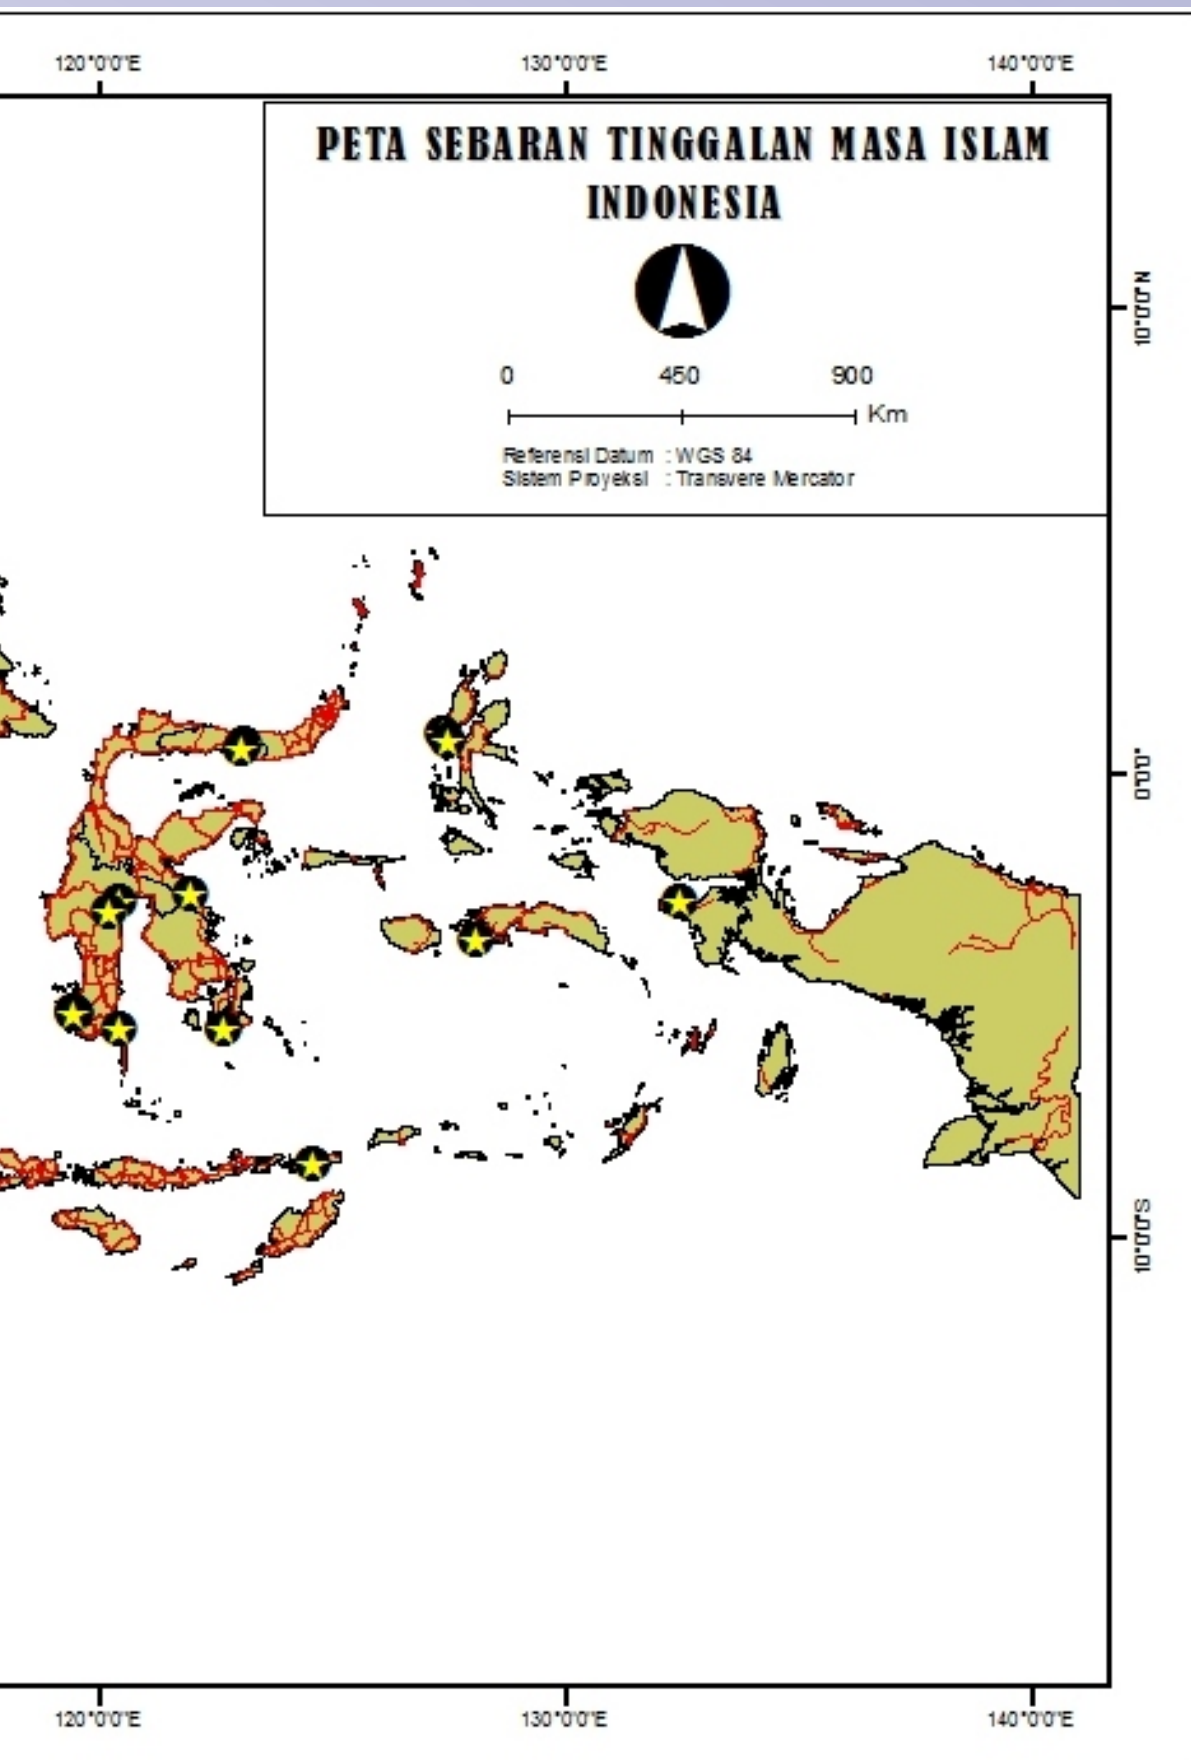 120°0'0"E 130°0'0"E 140°0'0"E
PETA SEBARAN TINGGALAN MASA ISLAM
INDONESIA
0 450 900
Km
Referensi Datum : WGS 84
Sistem Proyeksi : Transvere Mercator
10°0'0"N
0°0'0"
10°0'0"S
120°0'0"E 130°0'0"E 140°0'0"E